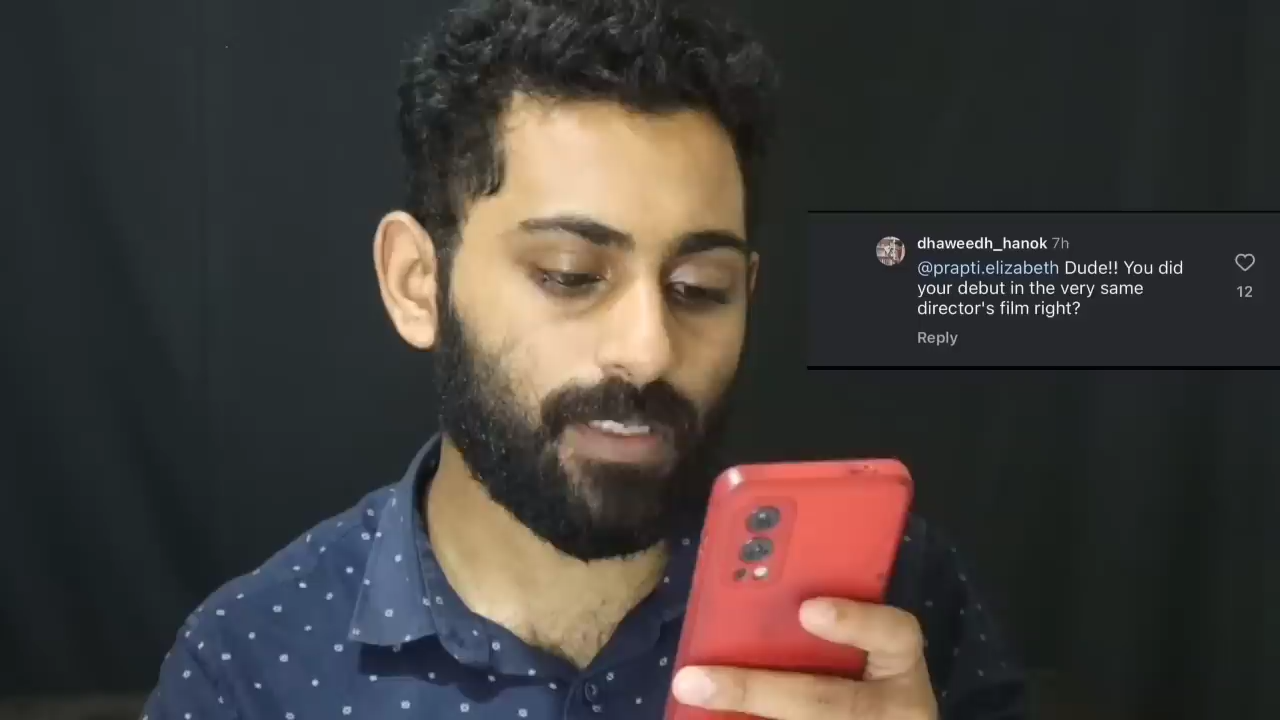 dhaweedh_hanok 7h
@prapti.elizabeth Dude!! You did
your debut in the very same
director's film right?
12
Reply